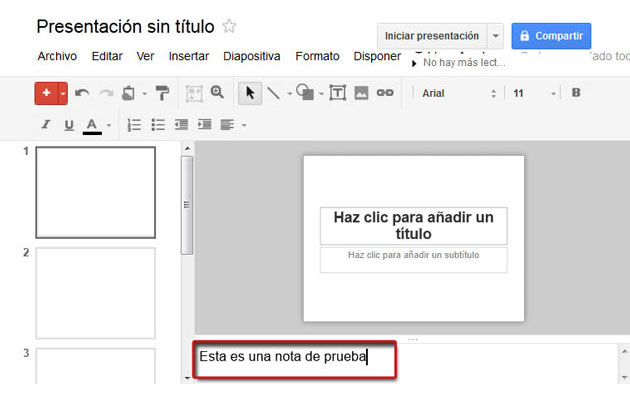 Presentación sin título
Iniciar presentación
Compartir
Archivo Editar Ver Insertar Diapositiva Formato Disponer
No hay más lect...
Arial 11 B
I U A
1
Haz clic para añadir un
título
Haz clic para añadir un subtítulo
2
3
Esta es una nota de prueba